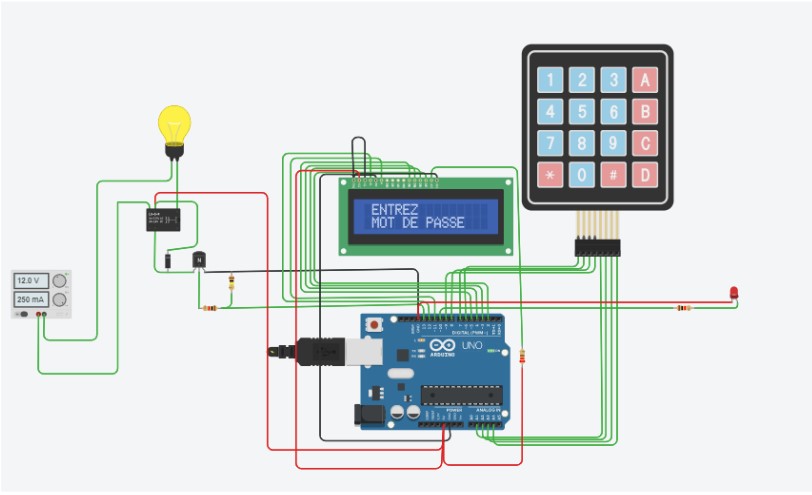 1 2 3 A
4 5 6 B
7 8 9 C
* 0 # D
ENTREZ
MOT DE PASSE
N
12.0 V
250 mA
DIGITAL (PWM ~)
UNO
ARDUINO
POWER
ANALOG IN